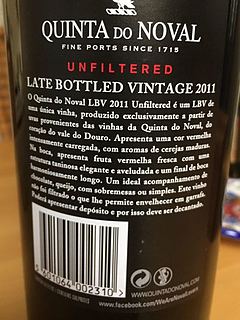 QUINTA DO NOVAL
FINE PORTS SINCE 1715
UNFILTERED
LATE BOTTLED VINTAGE 2011
O Quinta do Noval LBV 2011 Unfiltered é um LBV de
uma única vinha, produzido exclusivamente a partir de
uvas provenientes das vinhas da Quinta do Noval, do
coração do vale do Douro. Apresenta uma cor vermelha
intensamente carregada, com aromas de cerejas maduras.
Na boca, apresenta fruta vermelha fresca com uma
estrutura taninosa elegante e aveludada e um final de boca
harmoniosamente longo. Um ideal acompanhamento de
chocolate, queijo, com sobremesas ou simples. Este vinho
não foi filtrado o que lhe permite envelhecer em garrafa.
Poderá apresentar depósito e por isso deve ser decantado.
5 601064 002310
WWW.QUINTADONOVAL.COM
www.facebook.com/WeAreNoval